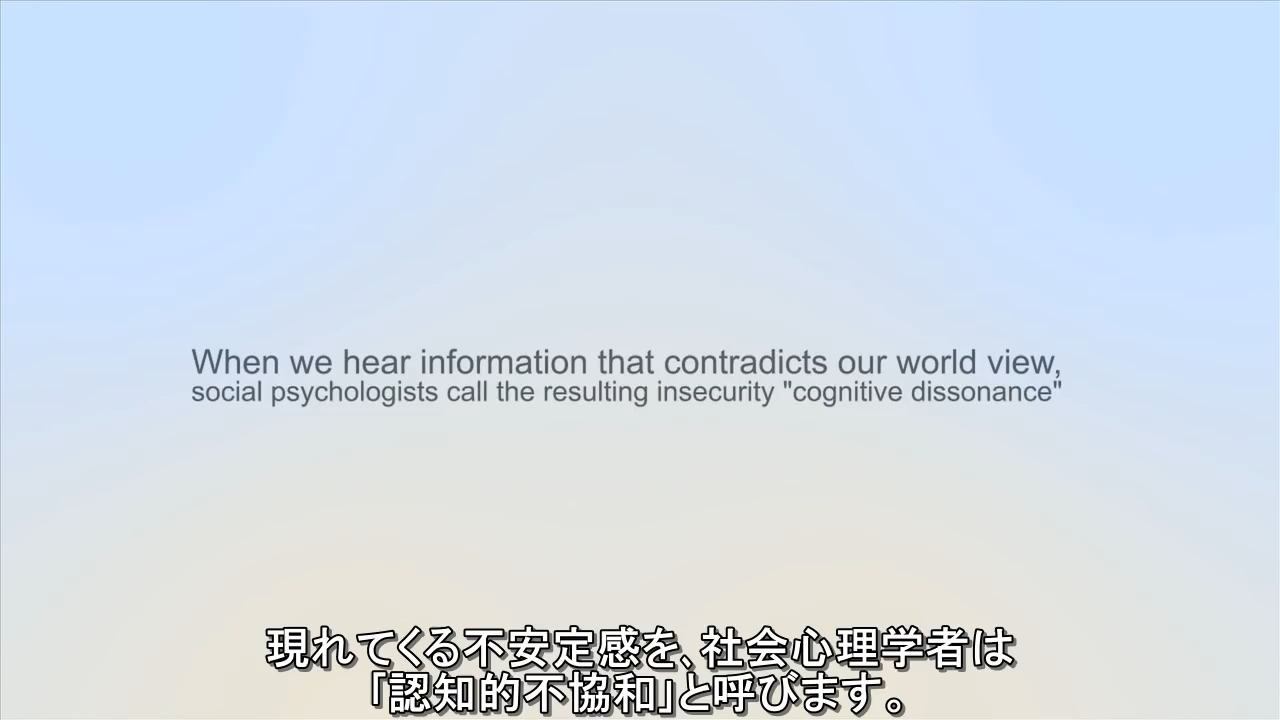 When we hear information that contradicts our world view,
social psychologists call the resulting insecurity "cognitive dissonance"
現れてくる不安定感を、社会心理学者は
「認知的不協和」と呼びます。